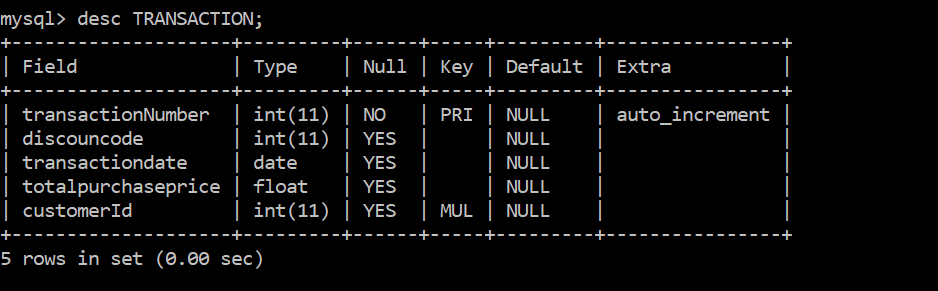 mysql> desc TRANSACTION;
+--------------------+---------+------+-----+---------+----------------+
| Field              | Type    | Null | Key | Default | Extra          |
+--------------------+---------+------+-----+---------+----------------+
| transactionNumber  | int(11) | NO   | PRI | NULL    | auto_increment |
| discouncode        | int(11) | YES  |     | NULL    |                |
| transactiondate    | date    | YES  |     | NULL    |                |
| totalpurchaseprice | float   | YES  |     | NULL    |                |
| customerId         | int(11) | YES  | MUL | NULL    |                |
+--------------------+---------+------+-----+---------+----------------+
5 rows in set (0.00 sec)